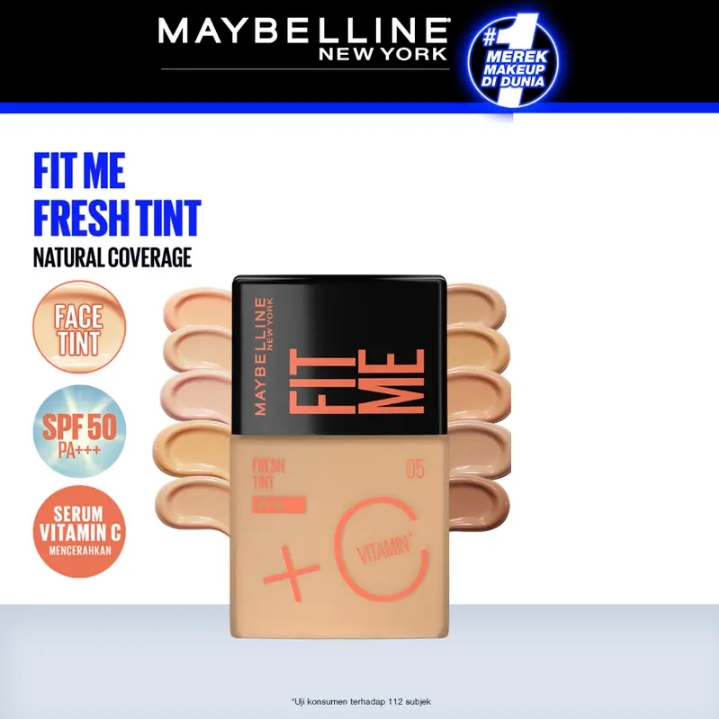 MAYBELLINE
NEW YORK
#1
MEREK
MAKEUP
DI DUNIA
FIT ME
FRESH TINT
NATURAL COVERAGE
FACE
TINT
SPF 50
PA+++
SERUM
VITAMIN C
MENCERAHKAN
MAYBELLINE
NEW YORK
FIT
ME
FRESH
TINT
05
+ C
VITAMIN
*Uji konsumen terhadap 112 subjek